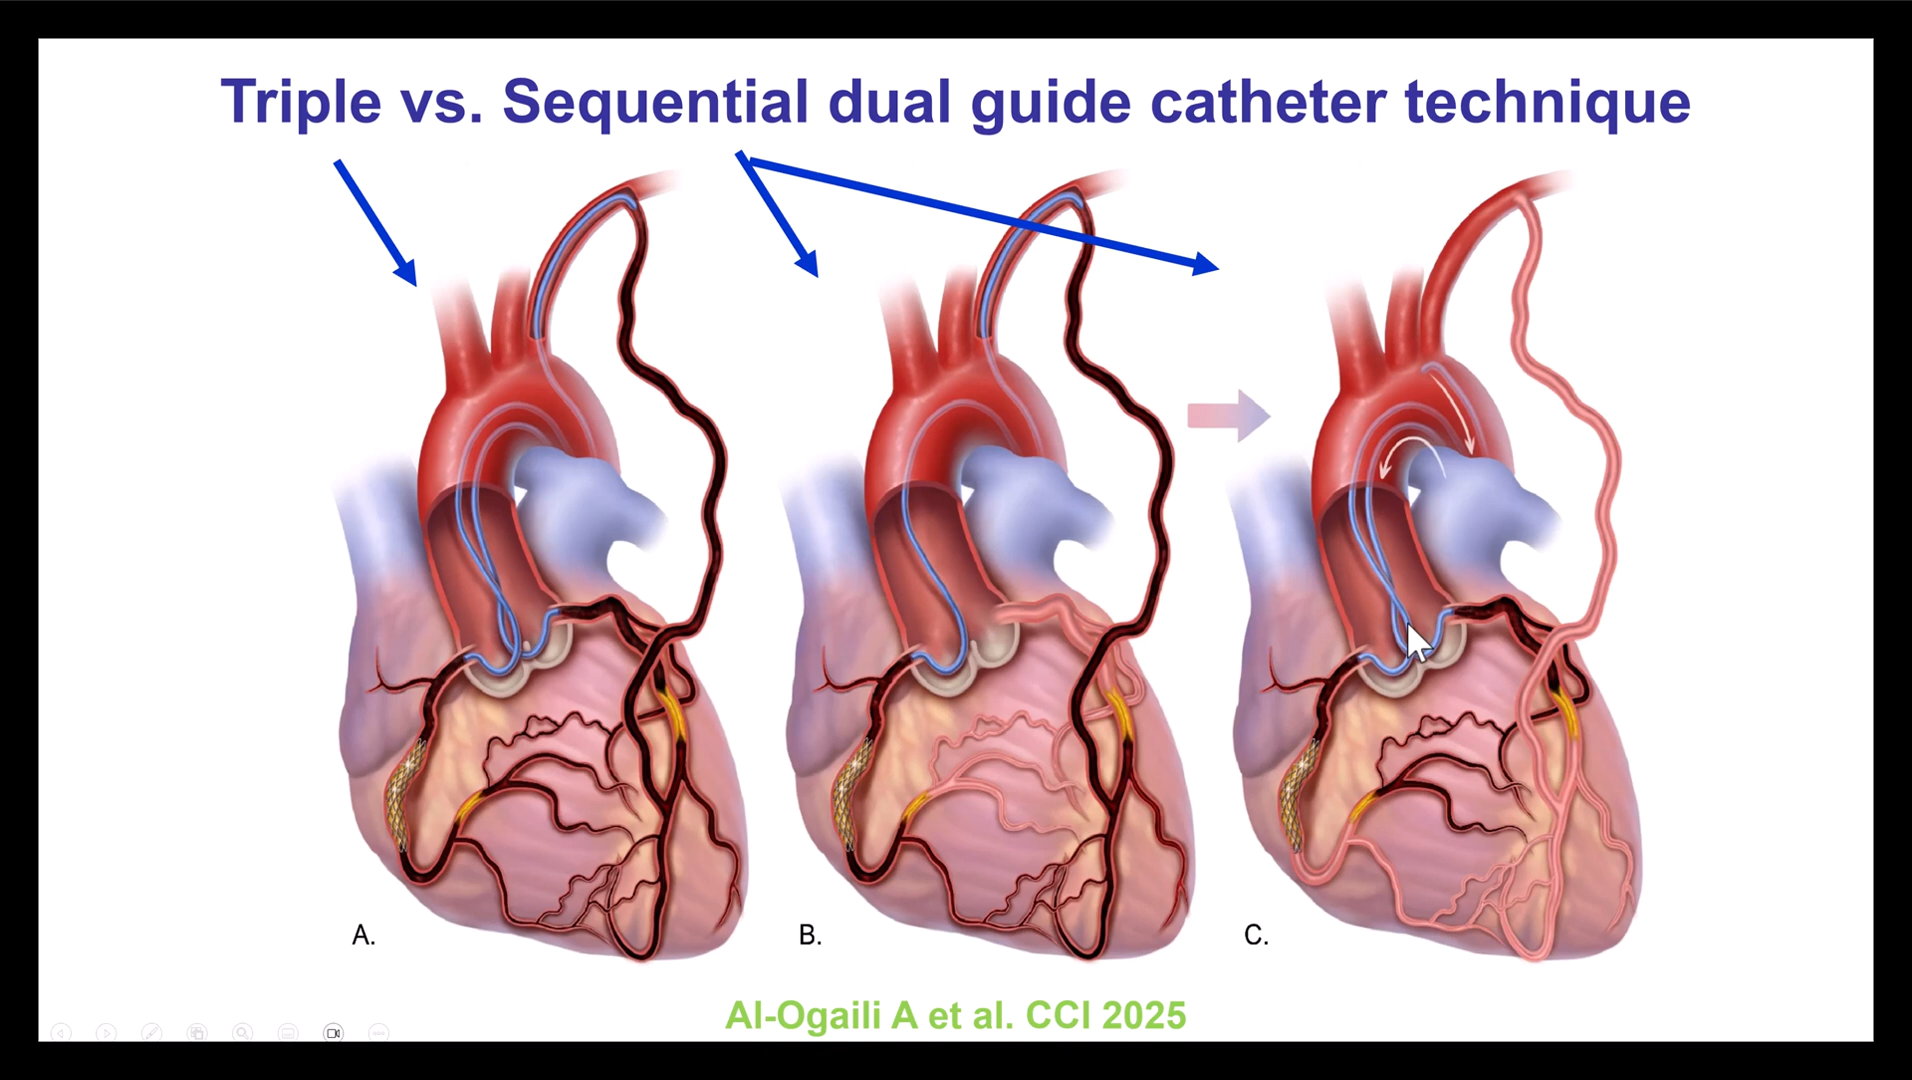 Triple vs. Sequential dual guide catheter technique
A.
B.
C.
Al-Ogaili A et al. CCI 2025